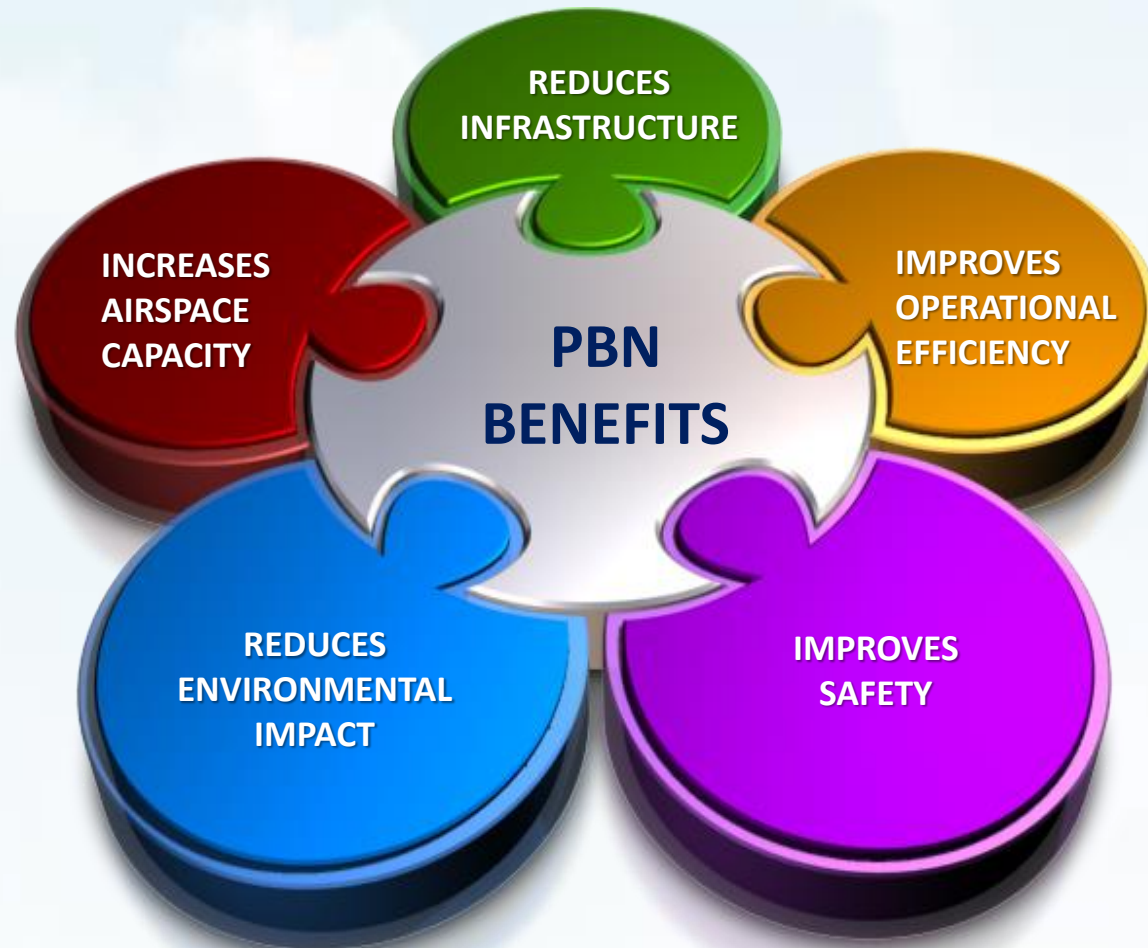 REDUCES
INFRASTRUCTURE
INCREASES
AIRSPACE
CAPACITY
IMPROVES
OPERATIONAL
EFFICIENCY
PBN
BENEFITS
REDUCES
ENVIRONMENTAL
IMPACT
IMPROVES
SAFETY